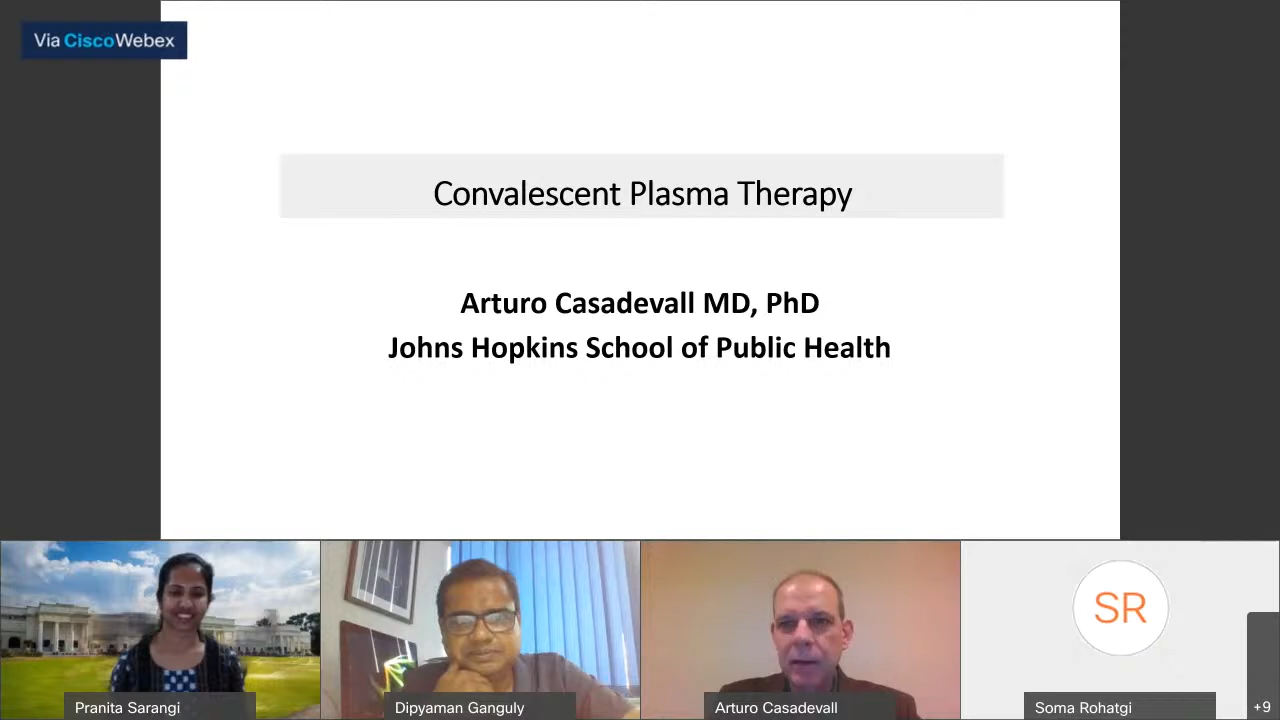 Via CiscoWebex
Convalescent Plasma Therapy
Arturo Casadevall MD, PhD
Johns Hopkins School of Public Health
SR
Pranita Sarangi
Dipyaman Ganguly
Arturo Casadevall
Soma Rohatgi
+9